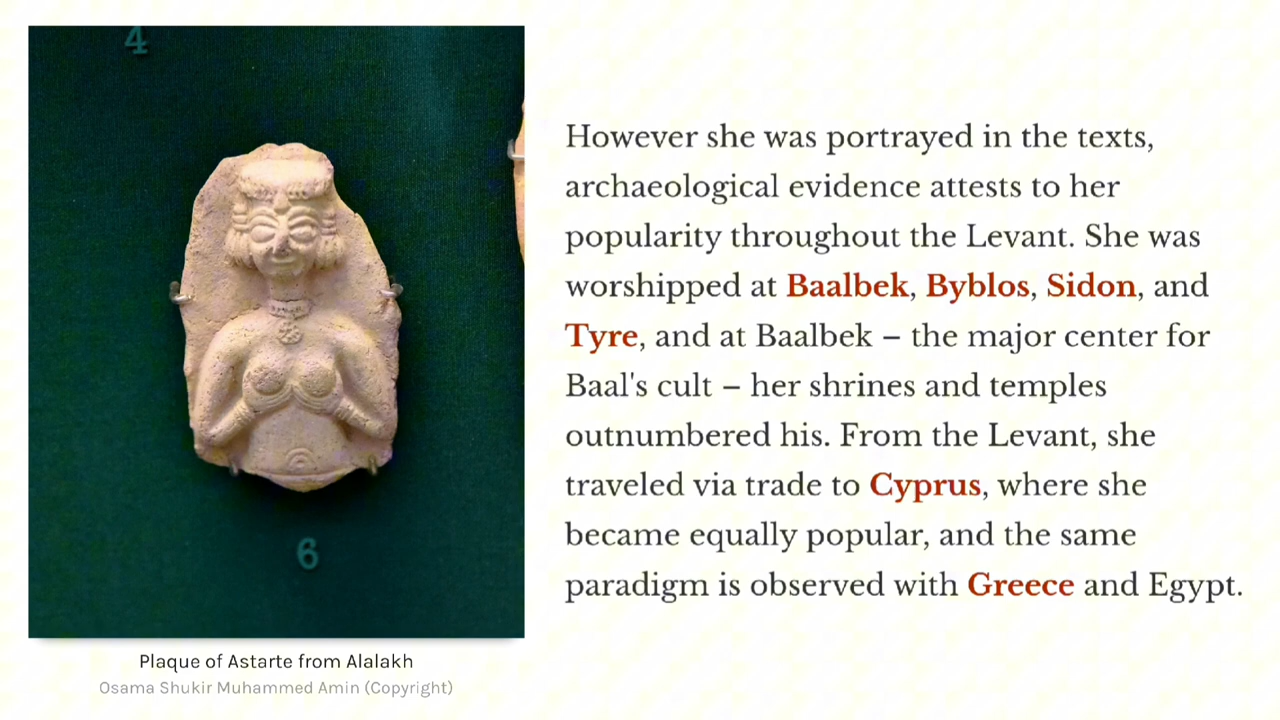 4
6
Plaque of Astarte from Alalakh
Osama Shukir Muhammed Amin (Copyright)
However she was portrayed in the texts,
archaeological evidence attests to her
popularity throughout the Levant. She was
worshipped at Baalbek, Byblos, Sidon, and
Tyre, and at Baalbek – the major center for
Baal's cult – her shrines and temples
outnumbered his. From the Levant, she
traveled via trade to Cyprus, where she
became equally popular, and the same
paradigm is observed with Greece and Egypt.